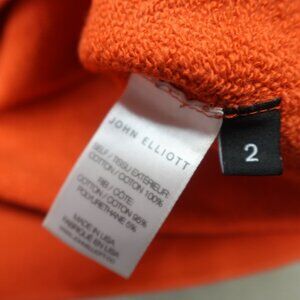 JOHN ELLIOTT
SELF / TISSU EXTERIEUR:
COTTON / COTON 100%
RIB / CÔTE:
COTTON / COTON 95%
POLYURETHANE 5%
MADE IN USA
FABRIQUÉ EN USA
2